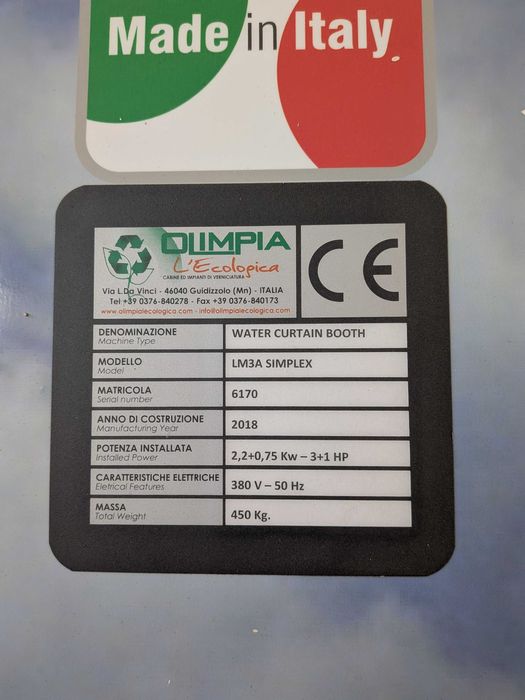 Made in Italy
OLIMPIA
L'Ecologica
CABINE ED IMPIANTI DI VERNICIATURA
Via L.Da Vinci - 46040 Guidizzolo (Mn) - ITALIA
Tel +39 0376-840278 - Fax +39 0376-840173
www.olimpialecologica.com - info@olimpialecologica.com
CE
DENOMINAZIONE WATER CURTAIN BOOTH
Machine Type
MODELLO LM3A SIMPLEX
Model
MATRICOLA 6170
Serial number
ANNO DI COSTRUZIONE 2018
Manufacturing Year
POTENZA INSTALLATA 2,2+0,75 Kw – 3+1 HP
Installed Power
CARATTERISTICHE ELETTRICHE 380 V – 50 Hz
Eletrical Features
MASSA 450 Kg.
Total Weight